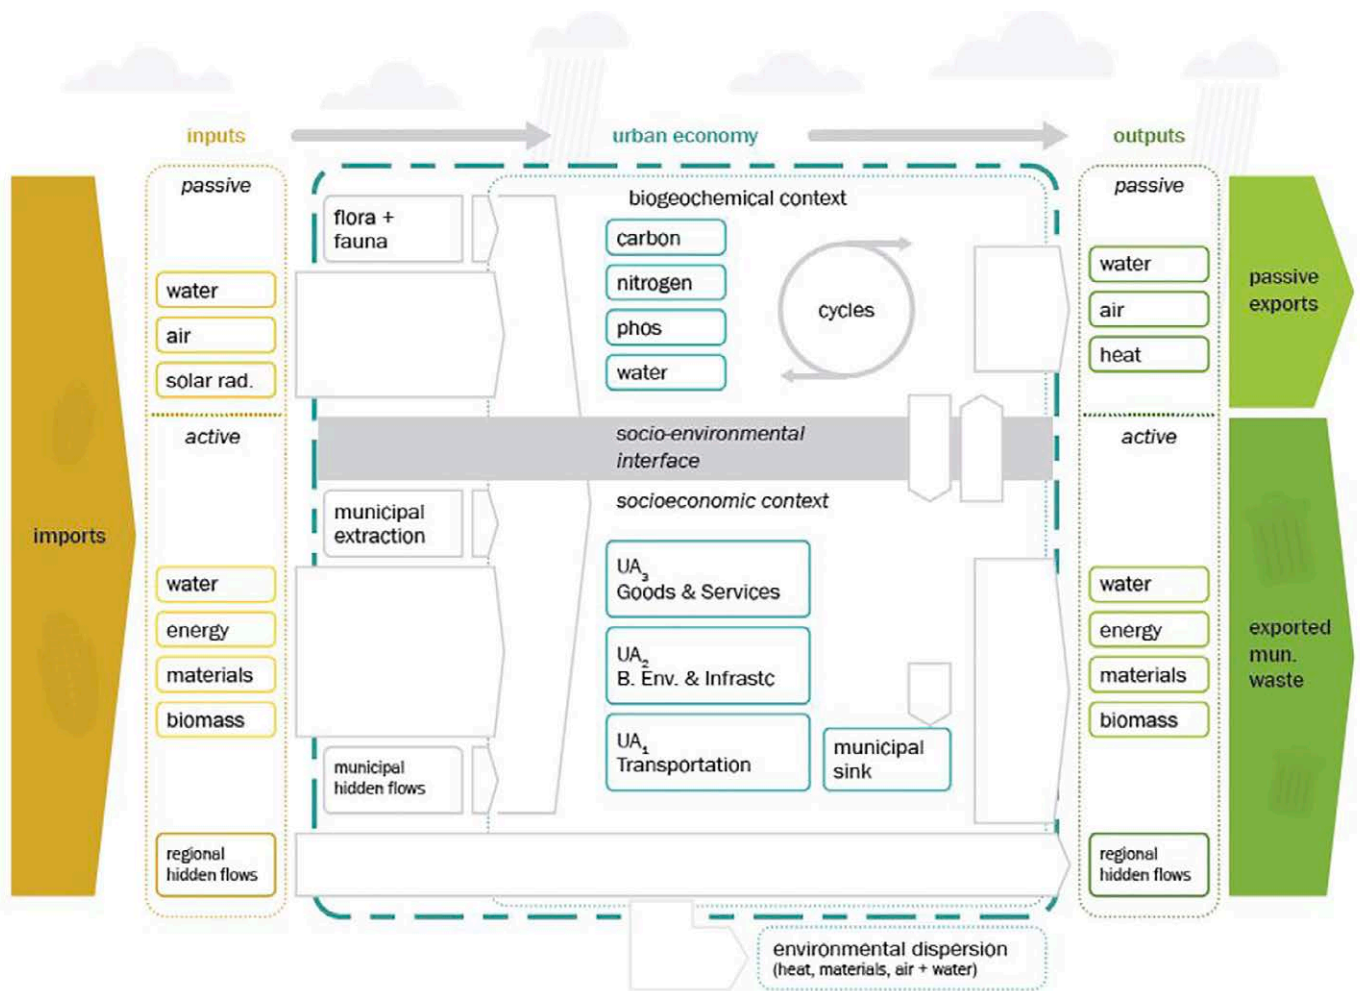 inputs
urban economy
outputs
imports
passive
water
air
solar rad.
active
water
energy
materials
biomass
regional
hidden flows
flora +
fauna
municipal
extraction
municipal
hidden flows
biogeochemical context
carbon
nitrogen
phos
water
cycles
socio-environmental
interface
socioeconomic context
UA3
Goods & Services
UA2
B. Env. & Infrastc
UA1
Transportation
municipal
sink
passive
water
air
heat
active
water
energy
materials
biomass
regional
hidden flows
passive
exports
exported
mun.
waste
environmental dispersion
(heat, materials, air + water)